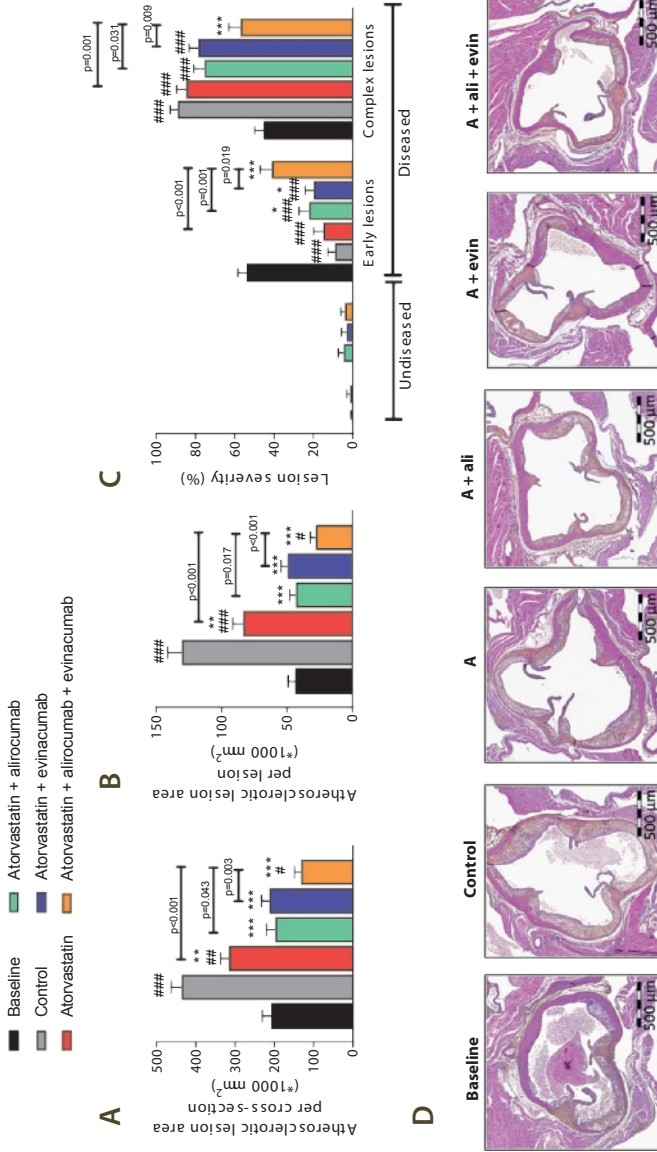 Baseline
Control
Atorvastatin
Atorvastatin + alirocumab
Atorvastatin + evinacumab
Atorvastatin + alirocumab + evinacumab
A
Atherosclerotic lesion area
per cross-section
(*1000 mm²)
500
400
300
200
100
0
###
##
**
***
***
***
#
p<0.001
p=0.043
p=0.003
B
Atherosclerotic lesion area
per lesion
(*1000 mm²)
150
100
50
0
###
###
**
***
***
***
#
p<0.001
p=0.017
p<0.001
C
Lesion severity (%)
100
80
60
40
20
0
###
###
###
*
###
*
***
p<0.001
p=0.001
p=0.019
###
###
###
###
***
p=0.001
p=0.031
p=0.009
Early lesions
Complex lesions
Undiseased
Diseased
D
Baseline
Control
A
A + ali
A + evin
A + ali + evin
500 µm
500 µm
500 µm
500 µm
500 µm
500 µm